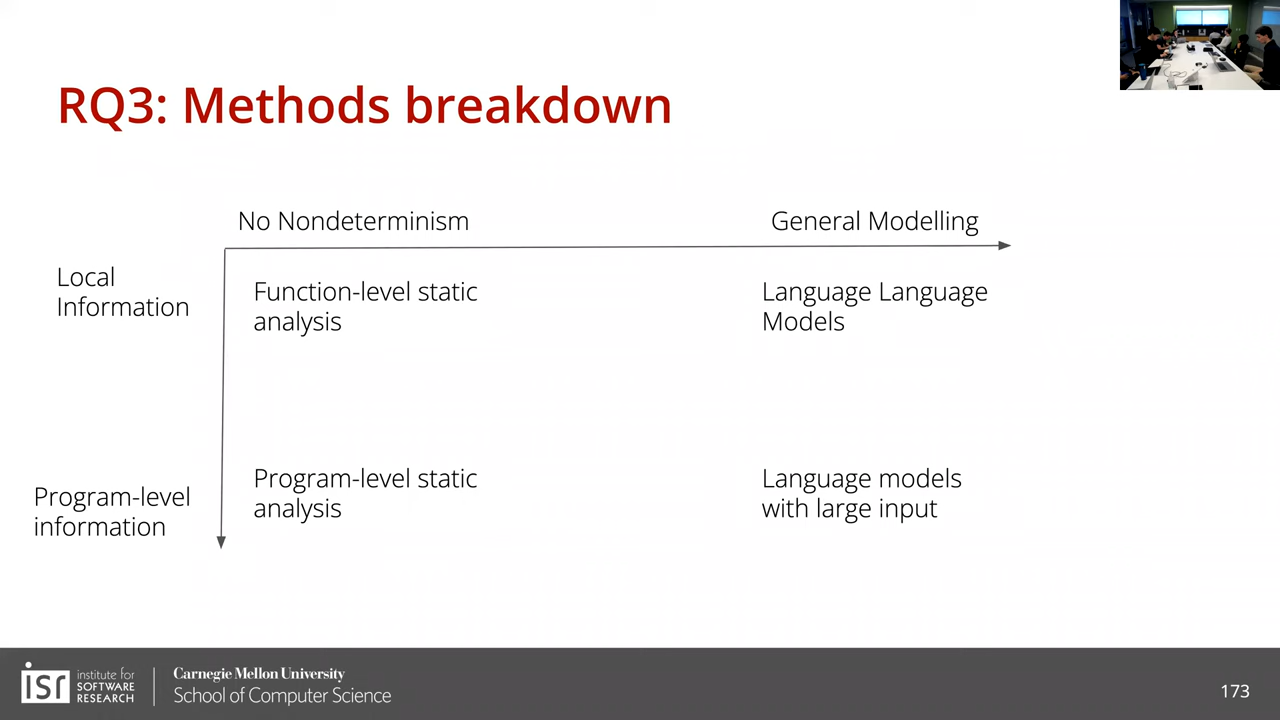 RQ3: Methods breakdown
No Nondeterminism
General Modelling
Local
Information
Function-level static
analysis
Language Language
Models
Program-level
information
Program-level static
analysis
Language models
with large input
isr
institute for
SOFTWARE
RESEARCH
Carnegie Mellon University
School of Computer Science
173